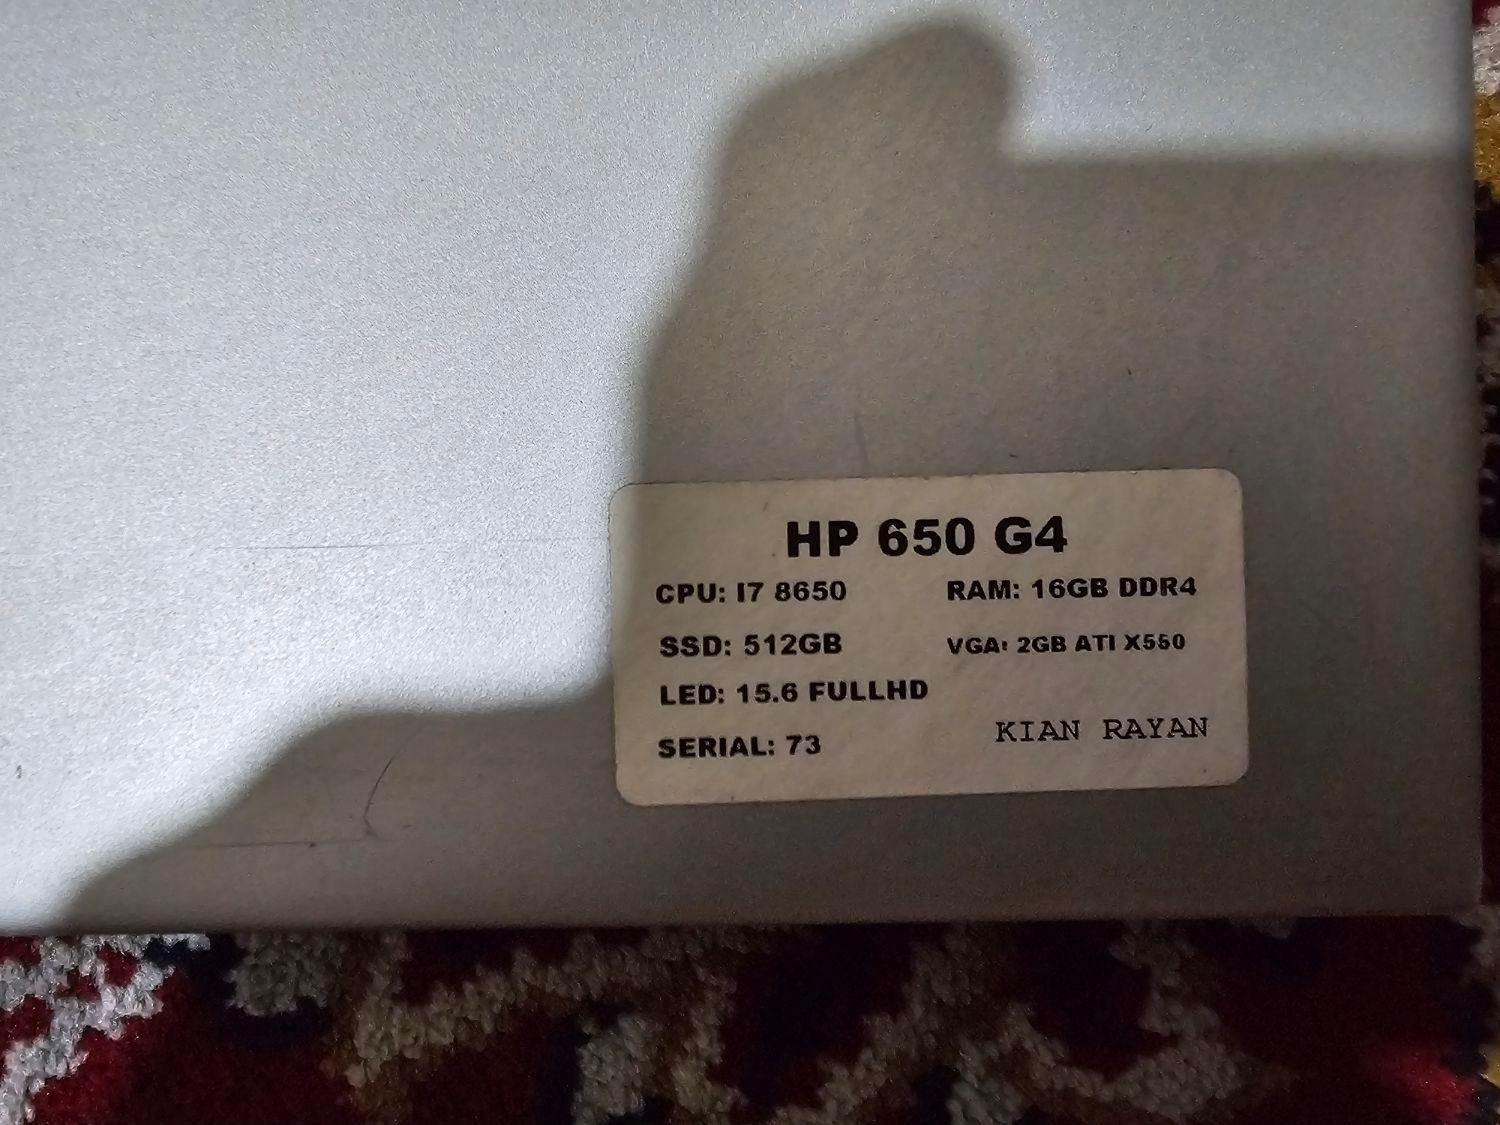 HP 650 G4
CPU: I7 8650 RAM: 16GB DDR4
SSD: 512GB VGA: 2GB ATI X550
LED: 15.6 FULLHD
SERIAL: 73 KIAN RAYAN